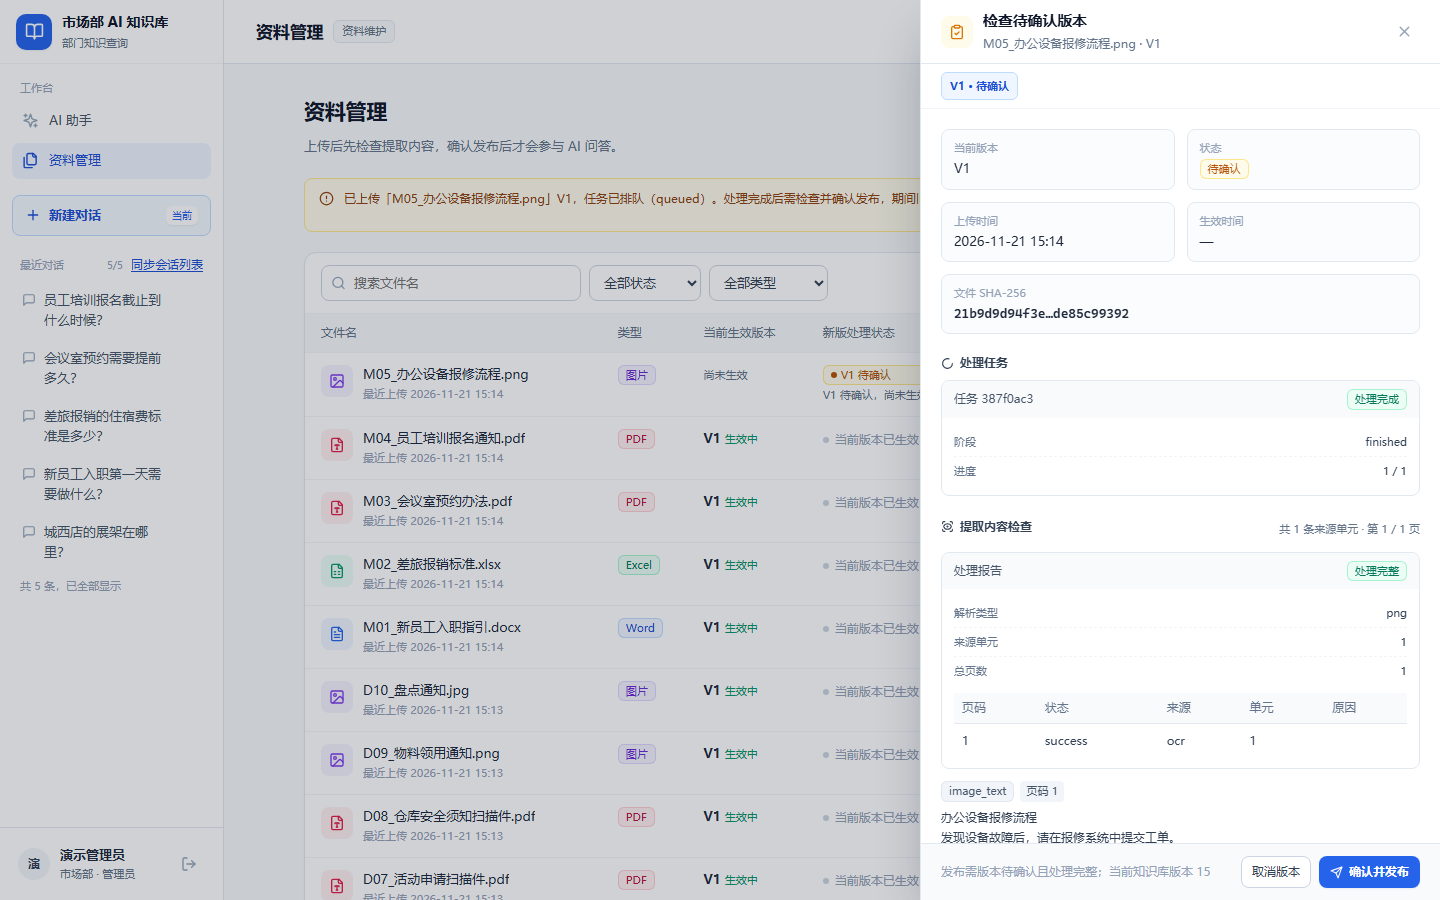 市场部 AI 知识库
部门知识查询
工作台
AI 助手
资料管理
新建对话 当前
最近对话 5/5 同步会话列表
员工培训报名截止到
什么时候？
会议室预约需要提前
多久？
差旅报销的住宿费标
准是多少？
新员工入职第一天需
要做什么？
城西店的展架在哪
里？
共 5 条，已全部显示
演 演示管理员
市场部 · 管理员
资料管理 资料维护
资料管理
上传后先检查提取内容，确认发布后才会参与 AI 问答。
已上传「M05_办公设备报修流程.png」V1，任务已排队（queued）。处理完成后需检查并确认发布，期间
搜索文件名 全部状态 全部类型
文件名 类型 当前生效版本 新版处理状态
M05_办公设备报修流程.png 图片 尚未生效 V1 待确认
最近上传 2026-11-21 15:14 V1 待确认，尚未生效
M04_员工培训报名通知.pdf PDF V1 生效中 当前版本已生效
最近上传 2026-11-21 15:14
M03_会议室预约办法.pdf PDF V1 生效中 当前版本已生效
最近上传 2026-11-21 15:14
M02_差旅报销标准.xlsx Excel V1 生效中 当前版本已生效
最近上传 2026-11-21 15:14
M01_新员工入职指引.docx Word V1 生效中 当前版本已生效
最近上传 2026-11-21 15:14
D10_盘点通知.jpg 图片 V1 生效中 当前版本已生效
最近上传 2026-11-21 15:13
D09_物料领用通知.png 图片 V1 生效中 当前版本已生效
最近上传 2026-11-21 15:13
D08_仓库安全须知扫描件.pdf PDF V1 生效中 当前版本已生效
最近上传 2026-11-21 15:13
D07_活动申请扫描件.pdf PDF V1 生效中 当前版本已生效
检查待确认版本
M05_办公设备报修流程.png · V1
V1 • 待确认
当前版本
V1
状态
待确认
上传时间
2026-11-21 15:14
生效时间
—
文件 SHA-256
21b9d9d94f3e…de85c99392
处理任务
任务 387f0ac3 处理完成
阶段 finished
进度 1 / 1
提取内容检查 共 1 条来源单元 · 第 1 / 1 页
处理报告 处理完整
解析类型 png
来源单元 1
总页数 1
页码 状态 来源 单元 原因
1 success ocr 1
image_text 页码 1
办公设备报修流程
发现设备故障后，请在报修系统中提交工单。
发布需版本待确认且处理完整；当前知识库版本 15 取消版本 确认并发布